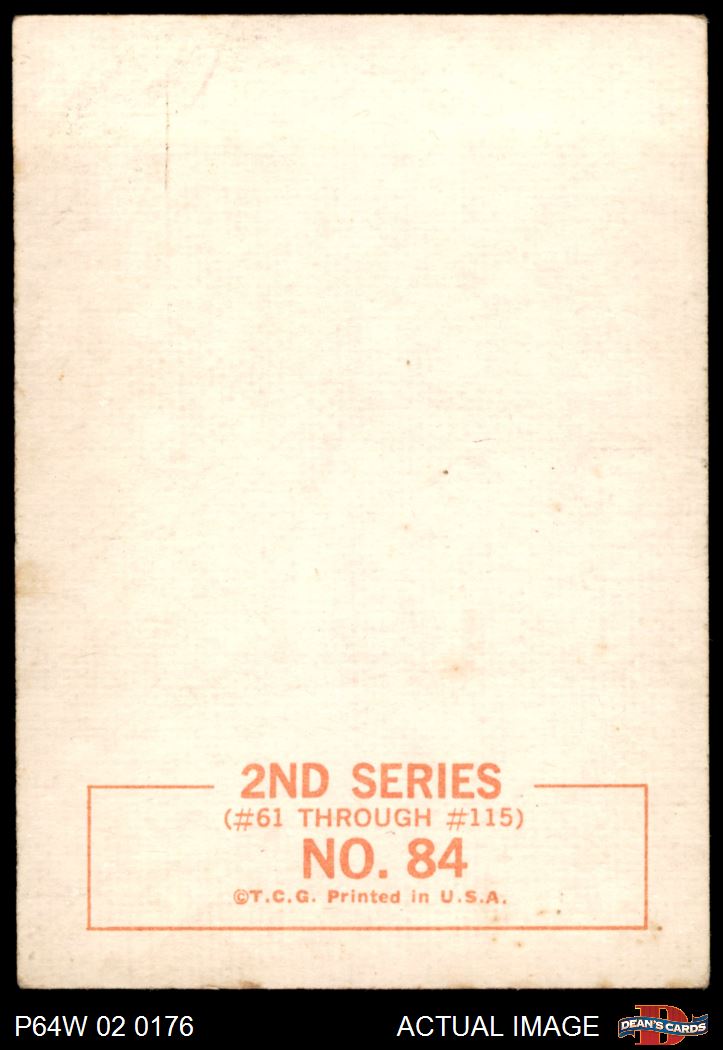 2ND SERIES
(#61 THROUGH #115)
NO. 84
©T.C.G. Printed in U.S.A.
P64W 02 0176
ACTUAL IMAGE
DEAN'S CARDS